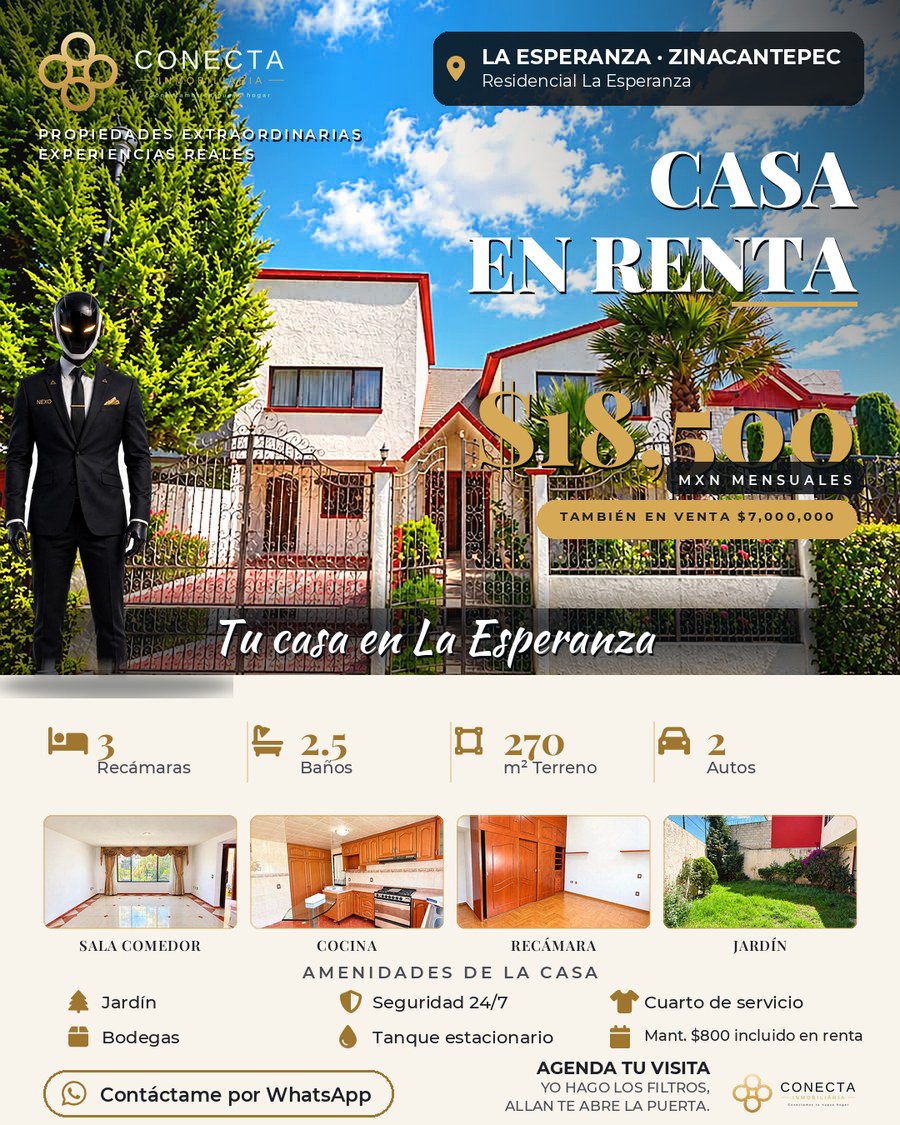 CONECTA
INMOBILIARIA
LA ESPERANZA · ZINACANTEPEC
Residencial La Esperanza
PROPIEDADES EXTRAORDINARIAS
EXPERIENCIAS REALES
CASA
EN RENTA
$18,500
MXN MENSUALES
TAMBIÉN EN VENTA $7,000,000
NEXO
Tu casa en La Esperanza
3
Recámaras
2.5
Baños
270
m² Terreno
2
Autos
SALA COMEDOR
COCINA
RECÁMARA
JARDÍN
AMENIDADES DE LA CASA
Jardín
Seguridad 24/7
Cuarto de servicio
Bodegas
Tanque estacionario
Mant. $800 incluido en renta
Contáctame por WhatsApp
AGENDA TU VISITA
YO HAGO LOS FILTROS,
ALLAN TE ABRE LA PUERTA.
CONECTA
INMOBILIARIA